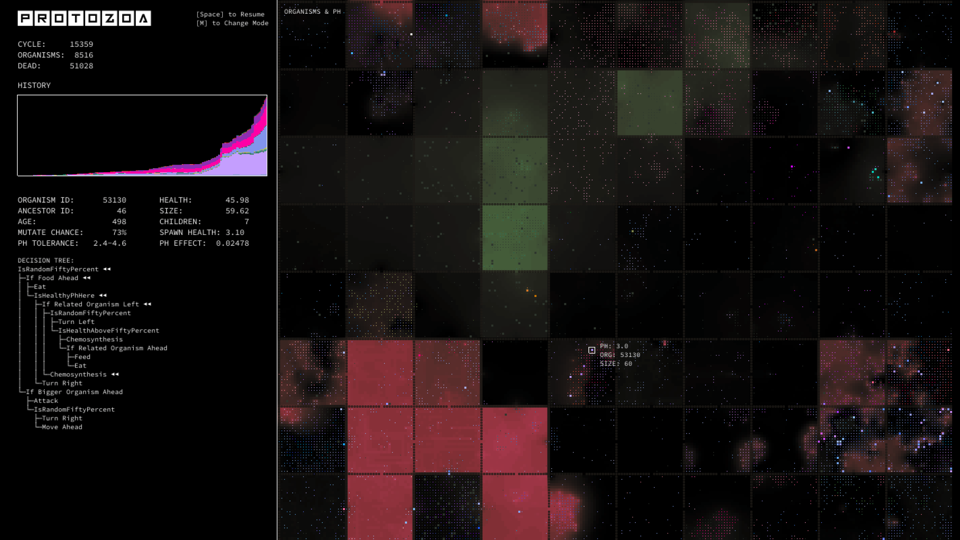 PROTOZOA
[Space] to Resume
[M] to Change Mode
CYCLE: 15359
ORGANISMS: 8516
DEAD: 51028
HISTORY
ORGANISM ID: 53130 HEALTH: 45.98
ANCESTOR ID: 46 SIZE: 59.62
AGE: 498 CHILDREN: 7
MUTATE CHANCE: 73% SPAWN HEALTH: 3.10
PH TOLERANCE: 2.4-4.6 PH EFFECT: 0.02478
DECISION TREE:
IsRandomFiftyPercent ◄◄
├─If Food Ahead ◄◄
│ ├─Eat
│ └─IsHealthyPhHere ◄◄
│   ├─If Related Organism Left ◄◄
│   │ ├─IsRandomFiftyPercent
│   │ │ ├─Turn Left
│   │ │ └─IsHealthAboveFiftyPercent
│   │ │   ├─Chemosynthesis
│   │ │   └─If Related Organism Ahead
│   │ │     ├─Feed
│   │ │     └─Eat
│   │ └─Chemosynthesis ◄◄
│   └─Turn Right
└─If Bigger Organism Ahead
  ├─Attack
  └─IsRandomFiftyPercent
    ├─Turn Right
    └─Move Ahead
ORGANISMS & PH
PH: 3.0
ORG: 53130
SIZE: 60